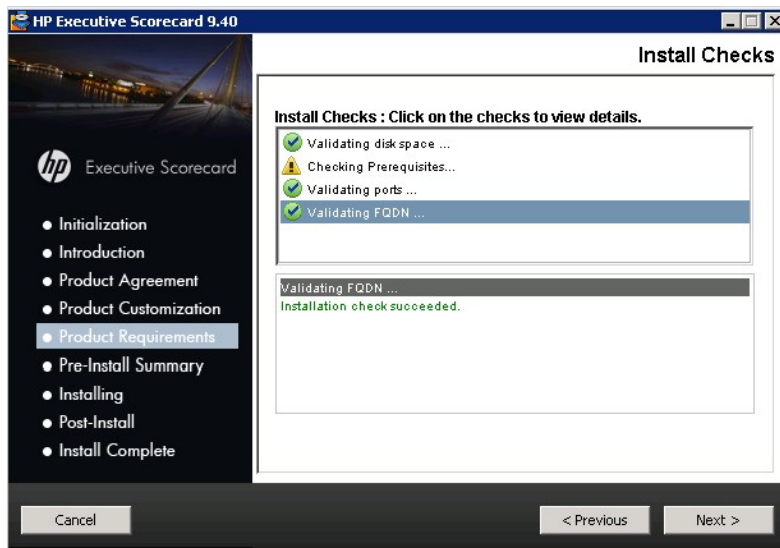 HP Executive Scorecard 9.40
Install Checks
hp Executive Scorecard
Initialization
Introduction
Product Agreement
Product Customization
Product Requirements
Pre-Install Summary
Installing
Post-Install
Install Complete
Install Checks : Click on the checks to view details.
Validating disk space ...
Checking Prerequisites...
Validating ports ...
Validating FQDN ...
Validating FQDN ...
Installation check succeeded.
Cancel
< Previous
Next >